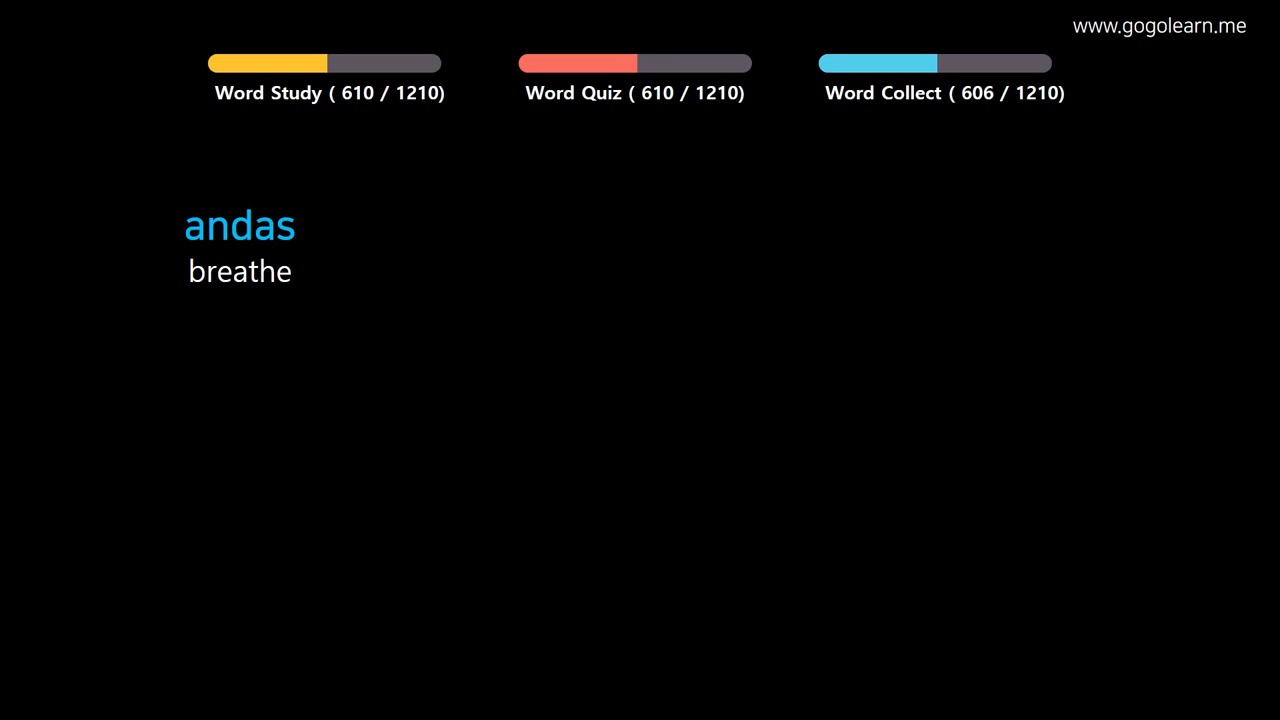 www.gogolearn.me
Word Study ( 610 / 1210)
Word Quiz ( 610 / 1210)
Word Collect ( 606 / 1210)
andas
breathe